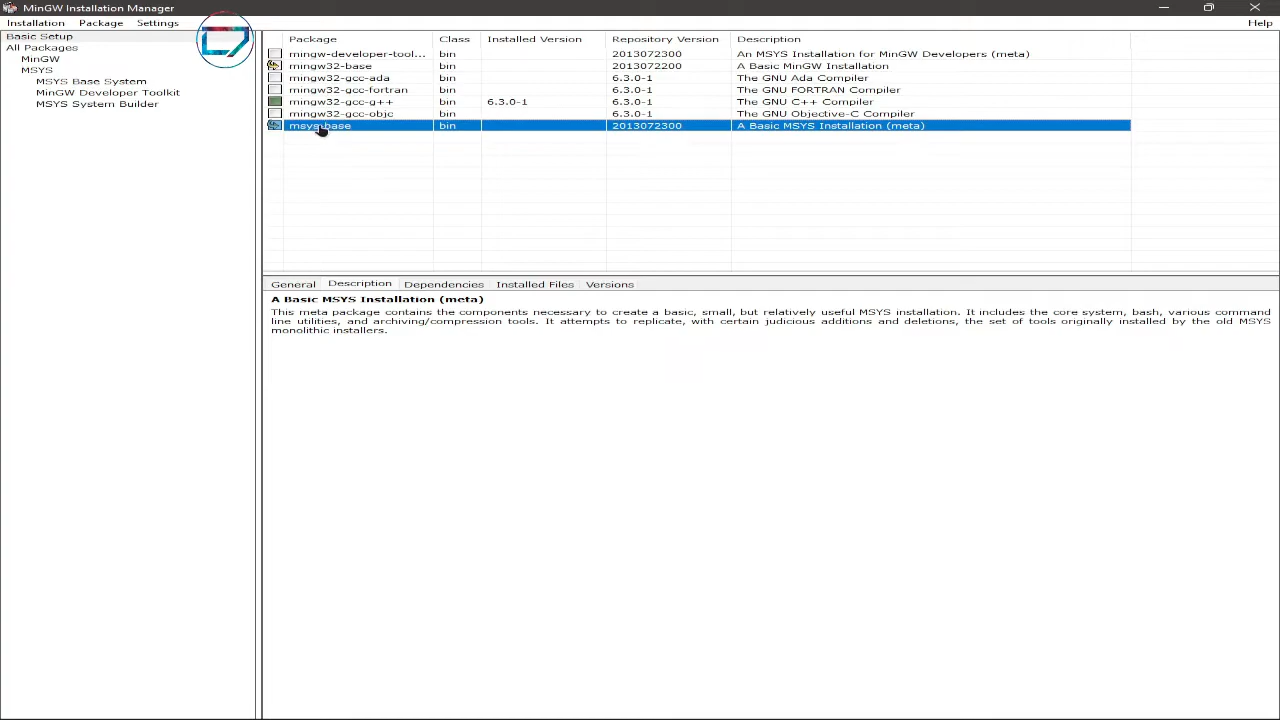 MinGW Installation Manager
Installation Package Settings Help
Basic Setup
All Packages
MinGW
MSYS
MSYS Base System
MinGW Developer Toolkit
MSYS System Builder
Package Class Installed Version Repository Version Description
mingw-developer-tool... bin 2013072300 An MSYS Installation for MinGW Developers (meta)
mingw32-base bin 2013072200 A Basic MinGW Installation
mingw32-gcc-ada bin 6.3.0-1 The GNU Ada Compiler
mingw32-gcc-fortran bin 6.3.0-1 The GNU FORTRAN Compiler
mingw32-gcc-g++ bin 6.3.0-1 6.3.0-1 The GNU C++ Compiler
mingw32-gcc-objc bin 6.3.0-1 The GNU Objective-C Compiler
msys-base bin 2013072300 A Basic MSYS Installation (meta)
General Description Dependencies Installed Files Versions
A Basic MSYS Installation (meta)
This meta package contains the components necessary to create a basic, small, but relatively useful MSYS installation. It includes the core system, bash, various command
line utilities, and archiving/compression tools. It attempts to replicate, with certain judicious additions and deletions, the set of tools originally installed by the old MSYS
monolithic installers.